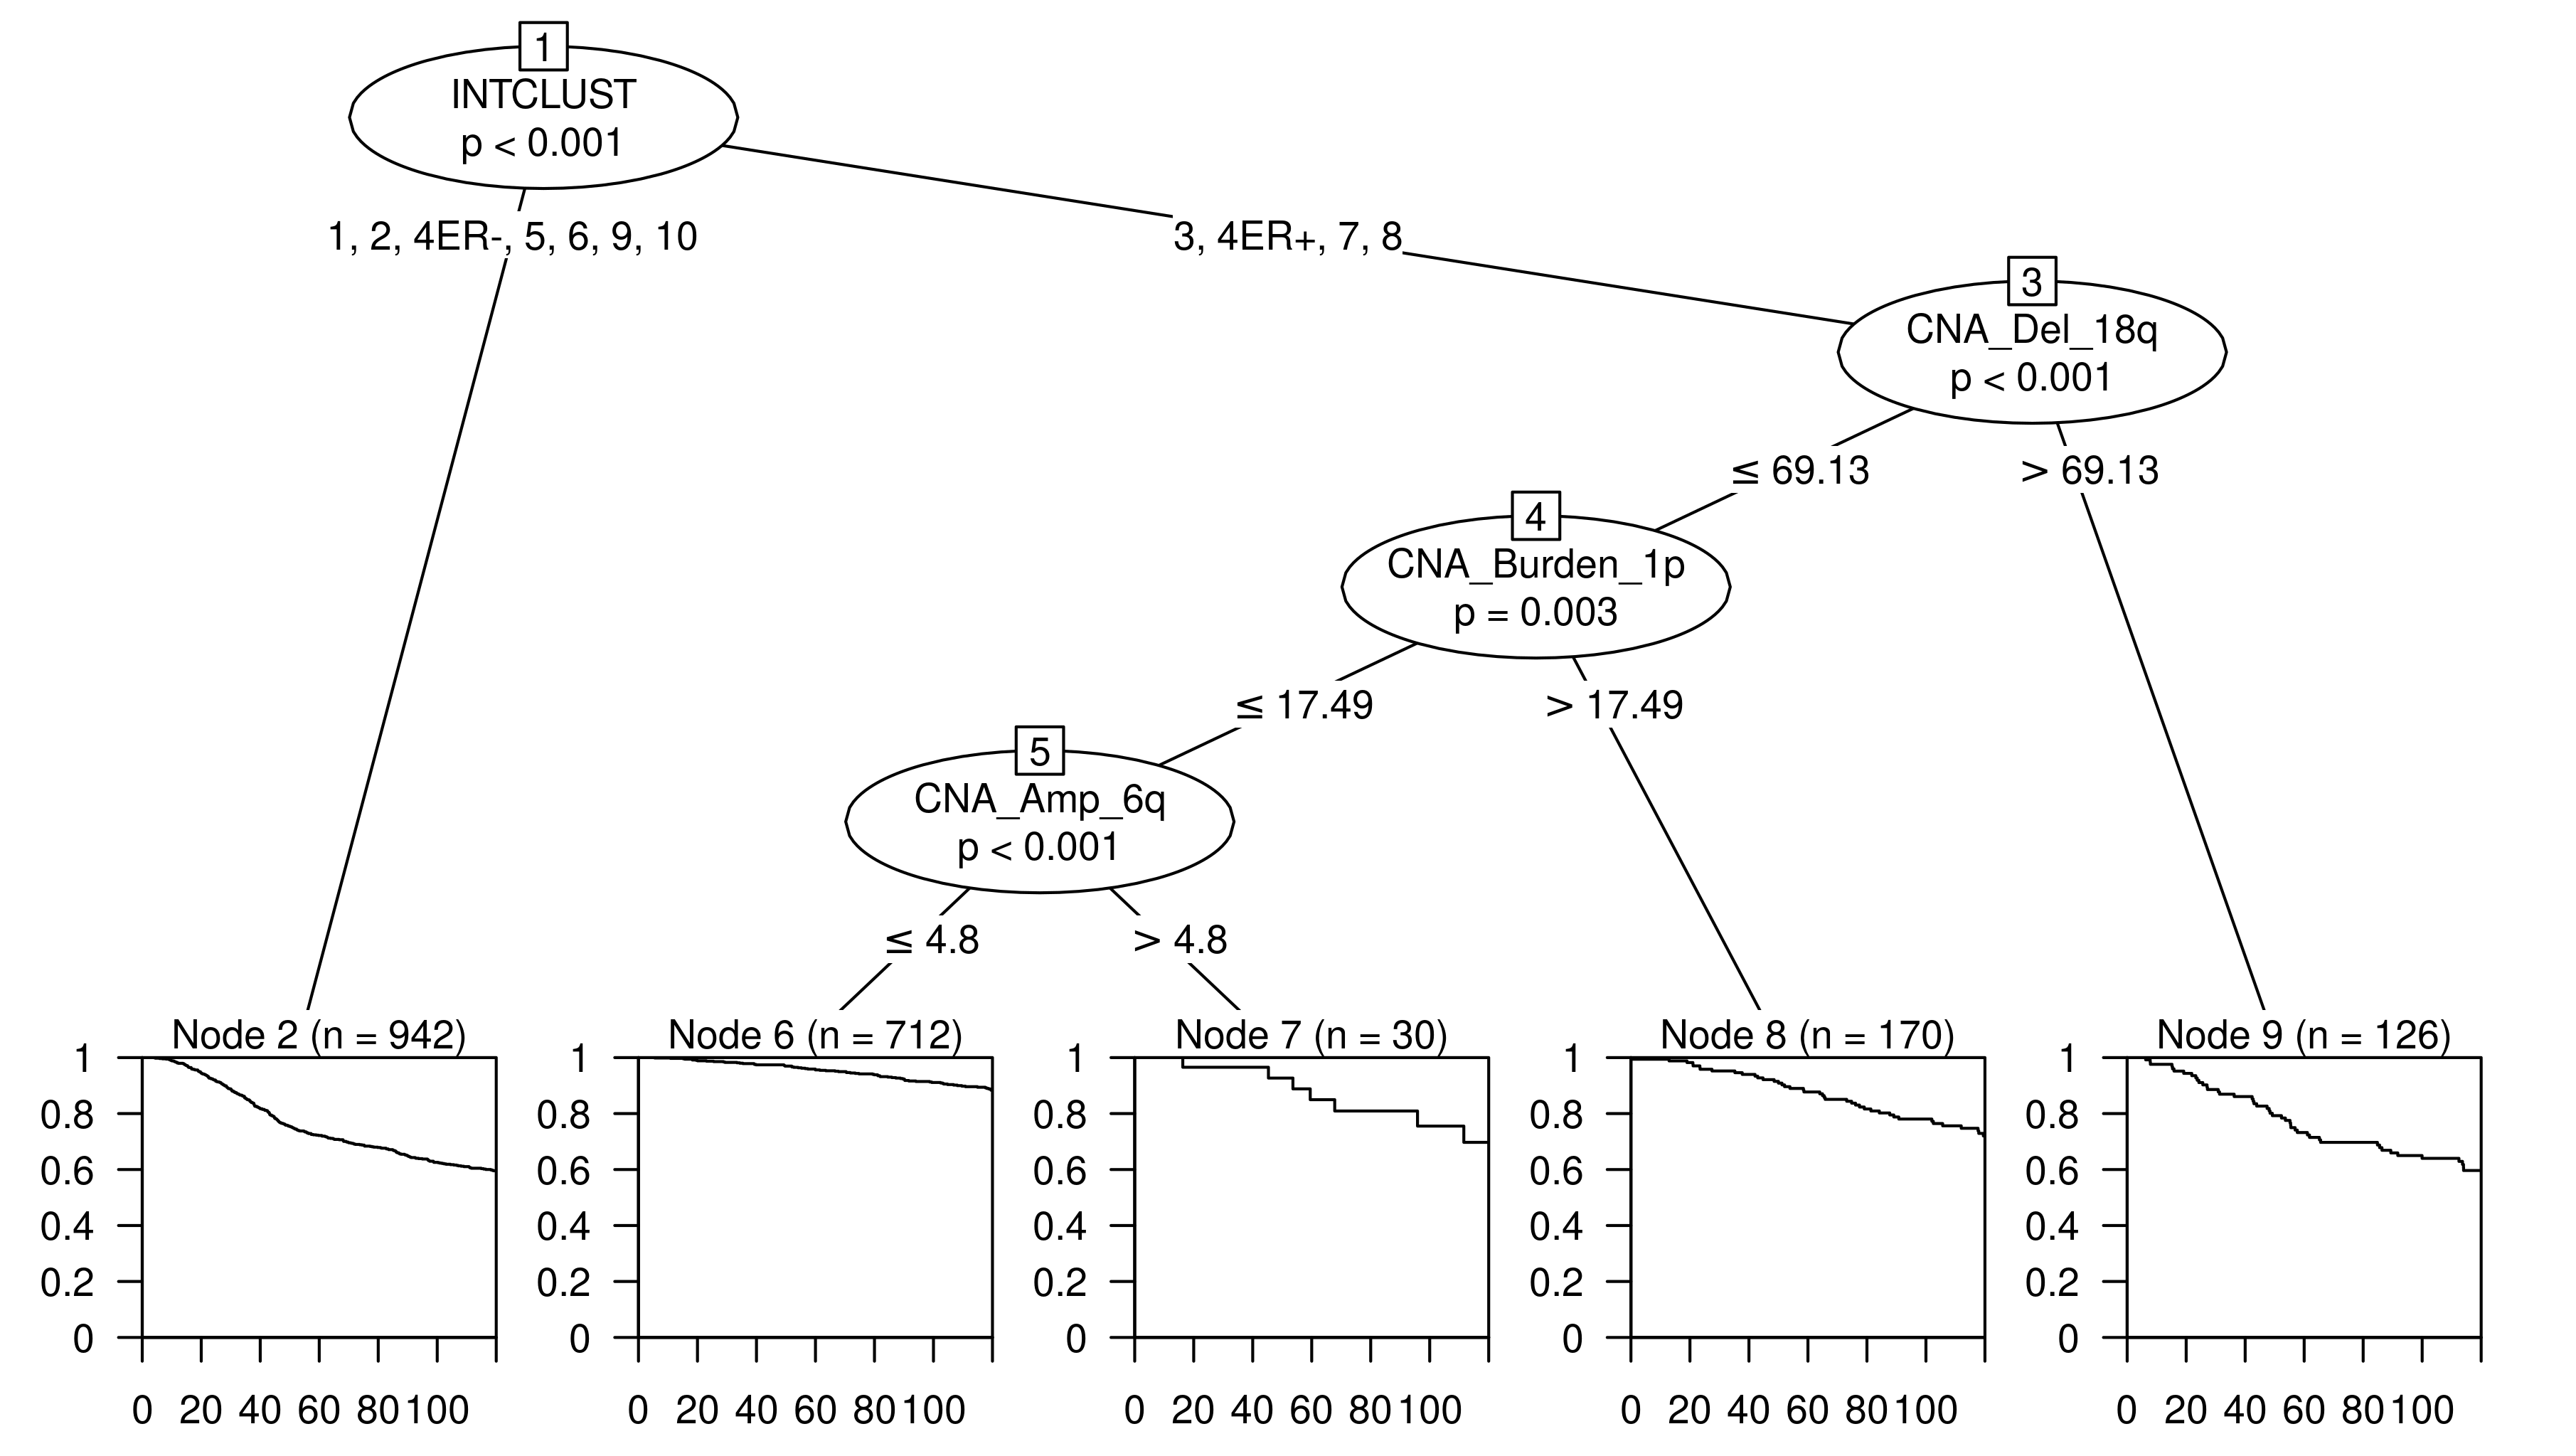 1
INTCLUST
p < 0.001
1, 2, 4ER-, 5, 6, 9, 10
3, 4ER+, 7, 8
3
CNA_Del_18q
p < 0.001
≤ 69.13
> 69.13
4
CNA_Burden_1p
p = 0.003
≤ 17.49
> 17.49
5
CNA_Amp_6q
p < 0.001
≤ 4.8
> 4.8
Node 2 (n = 942)
1
0.8
0.6
0.4
0.2
0
0 20 40 60 80 100
Node 6 (n = 712)
1
0.8
0.6
0.4
0.2
0
0 20 40 60 80 100
Node 7 (n = 30)
1
0.8
0.6
0.4
0.2
0
0 20 40 60 80 100
Node 8 (n = 170)
1
0.8
0.6
0.4
0.2
0
0 20 40 60 80 100
Node 9 (n = 126)
1
0.8
0.6
0.4
0.2
0
0 20 40 60 80 100